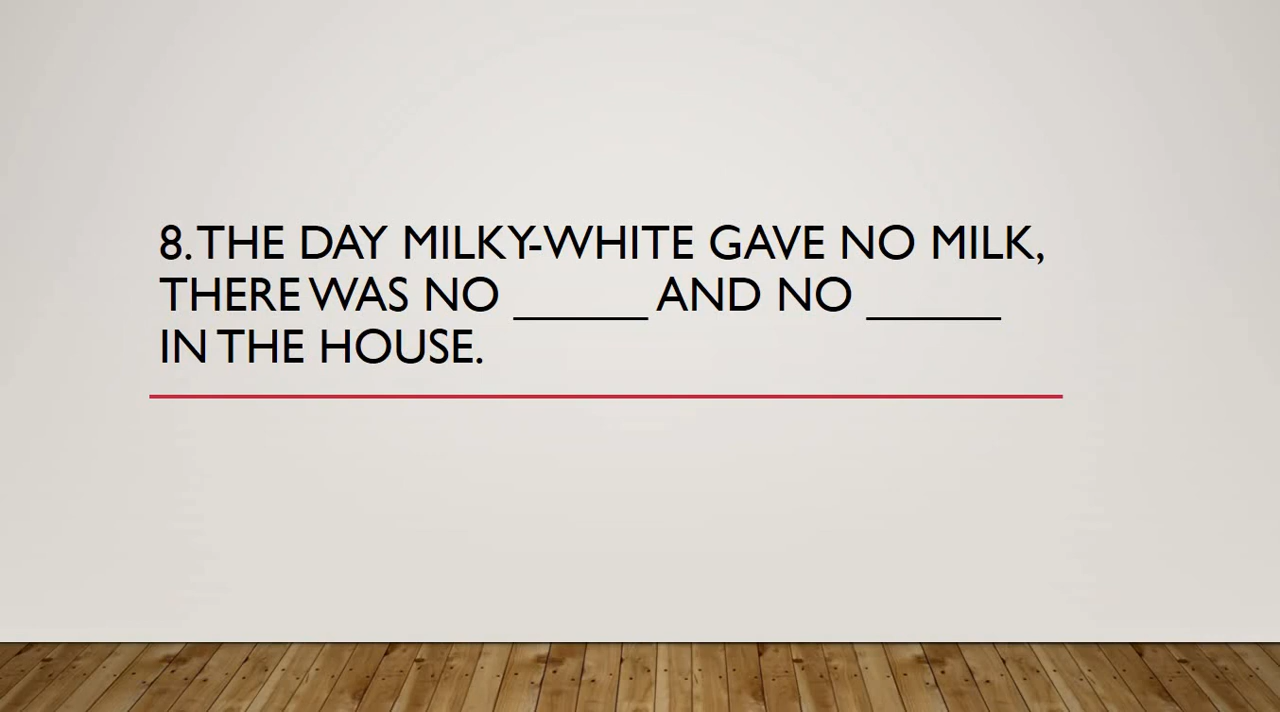 8. THE DAY MILKY-WHITE GAVE NO MILK,
THERE WAS NO ______ AND NO ______
IN THE HOUSE.